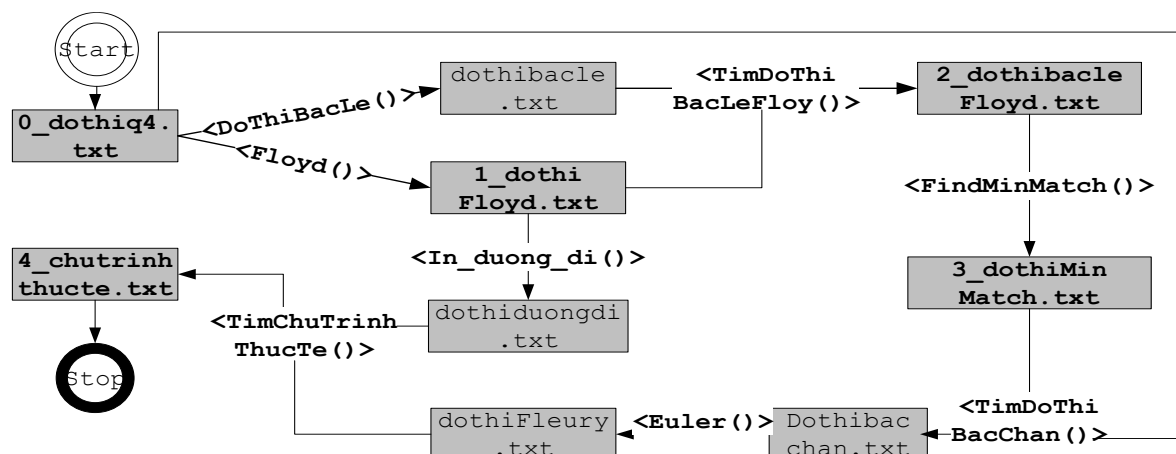 Start
0_dothiq4.
txt
<DoThiBacLe()>
<Floyd()>
dothibacle
.txt
<TimDoThi
BacLeFloy()>
2_dothibacle
Floyd.txt
1_dothi
Floyd.txt
<FindMinMatch()>
<In_duong_di()>
4_chutrinh
thucte.txt
3_dothiMin
Match.txt
dothiduongdi
.txt
<TimChuTrinh
ThucTe()>
Stop
<TimDoThi
BacChan()>
dothiFleury
.txt
<Euler()>
Dothibac
chan.txt